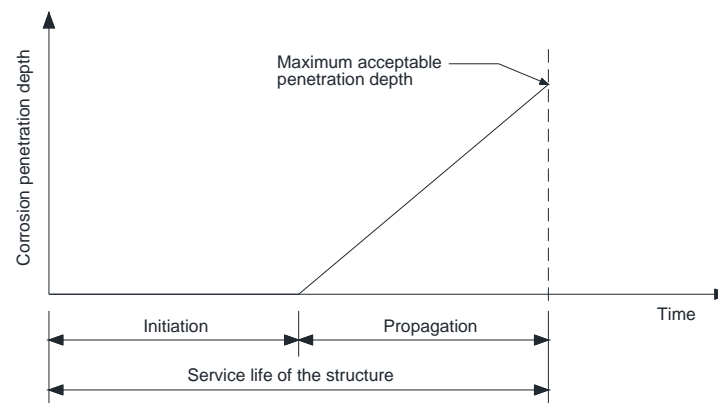 Maximum acceptable
penetration depth
Corrosion penetration depth
Time
Initiation
Propagation
Service life of the structure